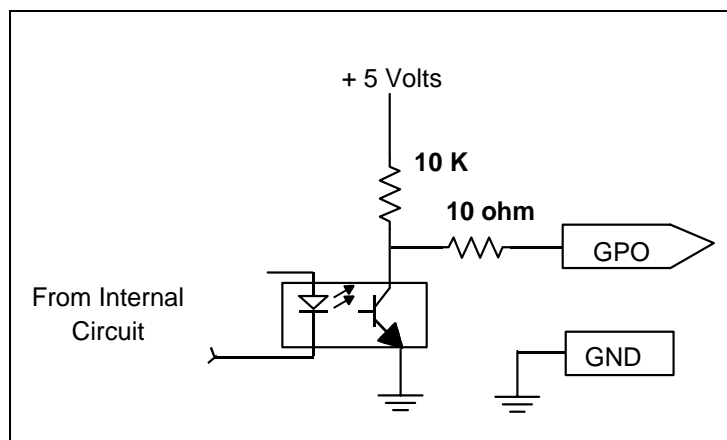 + 5 Volts
10 K
10 ohm
GPO
From Internal
Circuit
GND